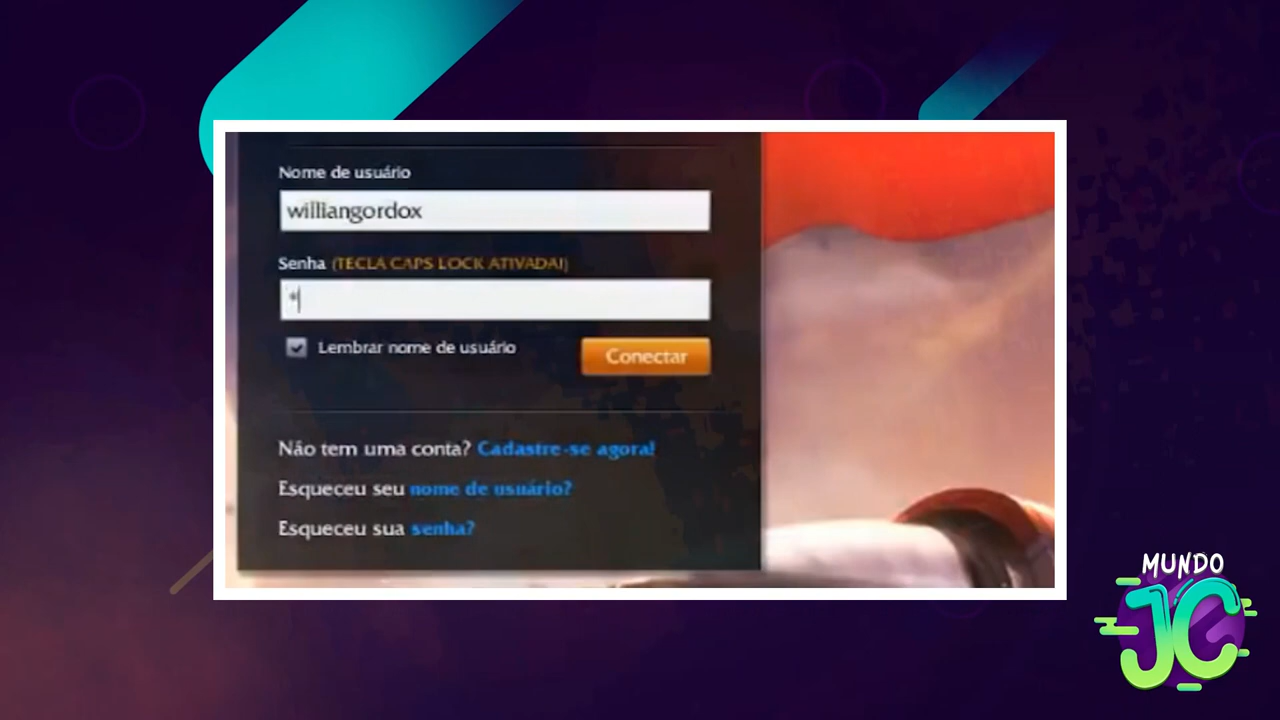 Nome de usuário
williangordox
Senha (TECLA CAPS LOCK ATIVADA!)
*
Lembrar nome de usuário
Conectar
Não tem uma conta? Cadastre-se agora!
Esqueceu seu nome de usuário?
Esqueceu sua senha?
MUNDO
JC